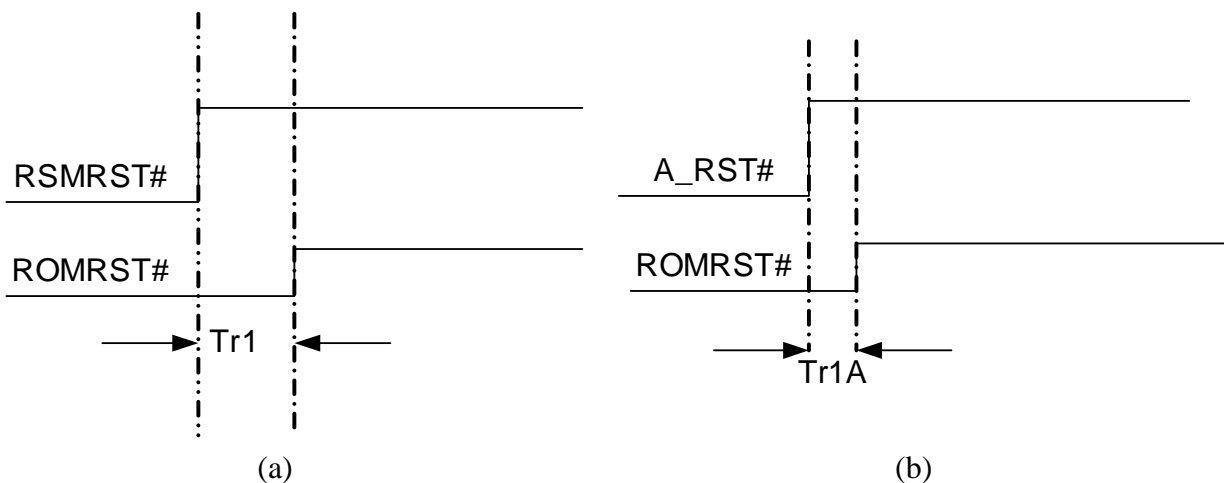 RSMRST#
ROMRST#
Tr1
(a)
A_RST#
ROMRST#
Tr1A
(b)